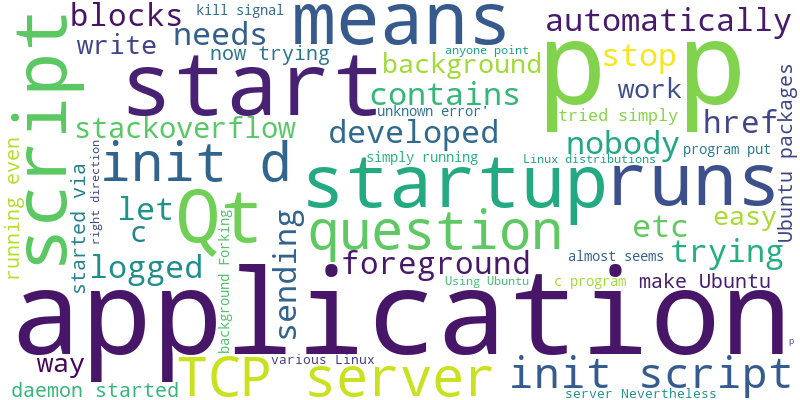 blocks
kill signal
means
automatically
write
needs
now trying
anyone point
script
start
background
p p
stop
contains
work
unknown error'
tried simply
href
stackoverflow
developed
nobody
program put
Ubuntu packages
running even
right direction
init d
simply running
Linux distributions
started via
let
Qt
startup
runs
c
background Forking
sending
question
etc
easy
logged
foreground
almost seems
trying
application
Using Ubuntu
c program
make Ubuntu
p
way
TCP server
various Linux
init script
daemon started
server Nevertheless